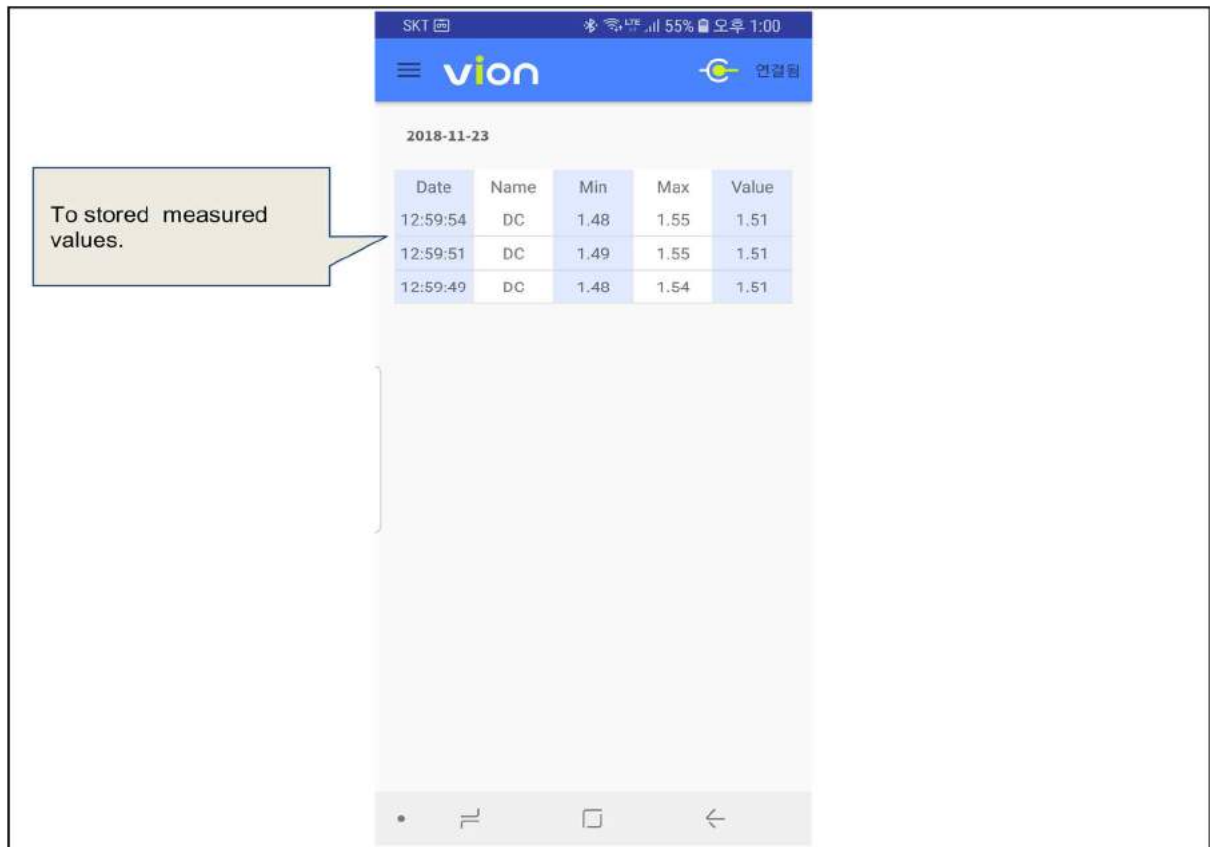 SKT LTE 55% 오후 1:00
vion 연결됨
2018-11-23
To stored measured
values.
Date Name Min Max Value
12:59:54 DC 1.48 1.55 1.51
12:59:51 DC 1.49 1.55 1.51
12:59:49 DC 1.48 1.54 1.51